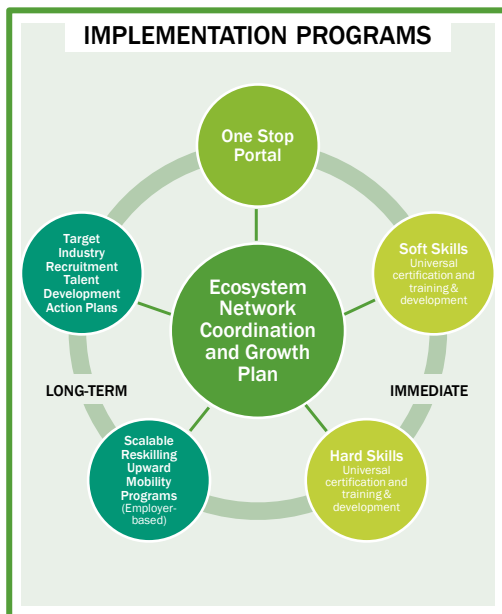 IMPLEMENTATION PROGRAMS
One Stop
Portal
Target
Industry
Recruitment
Talent
Development
Action Plans
Soft Skills
Universal
certification and
training &
development
Ecosystem
Network
Coordination
and Growth
Plan
LONG-TERM
IMMEDIATE
Scalable
Reskilling
Upward
Mobility
Programs
(Employer-
based)
Hard Skills
Universal
certification and
training &
development